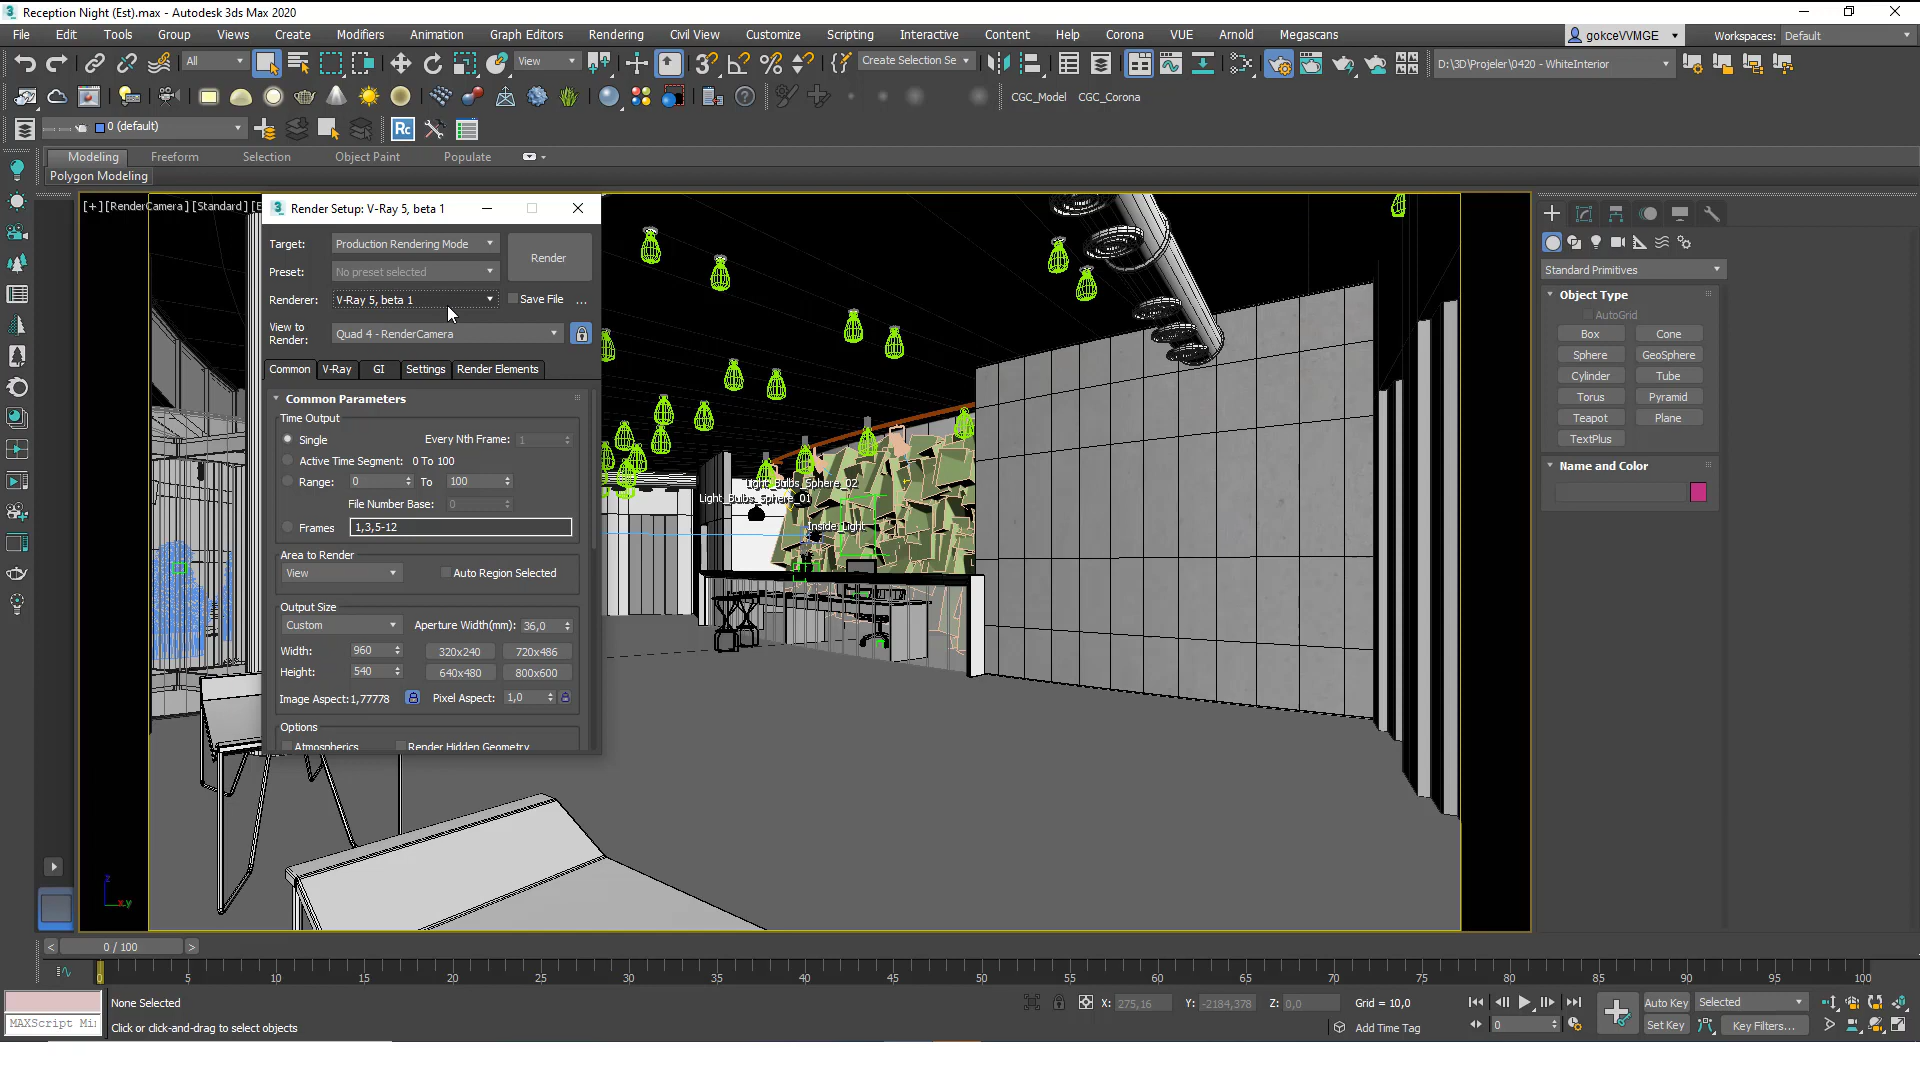 Reception Night (Est).max - Autodesk 3ds Max 2020
File Edit Tools Group Views Create Modifiers Animation Graph Editors Rendering Civil View Customize Scripting Interactive Content Help Corona VUE Arnold Megascans
gokceVVMGE Workspaces: Default
All View Create Selection Se D:\3D\Projeler\0420 - WhiteInterior
CGC_Model CGC_Corona
0 (default) Rc
Modeling Freeform Selection Object Paint Populate
Polygon Modeling
[+] [RenderCamera ] [Standard ] [E
Render Setup: V-Ray 5, beta 1
Target: Production Rendering Mode Render
Preset: No preset selected
Renderer: V-Ray 5, beta 1 Save File ...
View to Render: Quad 4 - RenderCamera
Common V-Ray GI Settings Render Elements
Common Parameters
Time Output
Single Every Nth Frame: 1
Active Time Segment: 0 To 100
Range: 0 To 100
File Number Base: 0
Frames 1,3,5-12
Area to Render
View Auto Region Selected
Output Size
Custom Aperture Width(mm): 36,0
Width: 960 320x240 720x486
Height: 540 640x480 800x600
Image Aspect: 1,77778 Pixel Aspect: 1,0
Options
Atmospherics Render Hidden Geometry
Light_Bulbs_Sphere_02
Light_Bulbs_Sphere_01
Inside_Light
Standard Primitives
Object Type
AutoGrid
Box Cone
Sphere GeoSphere
Cylinder Tube
Torus Pyramid
Teapot Plane
TextPlus
Name and Color
z
x y
< 0 / 100 >
0 5 10 15 20 25 30 35 40 45 50 55 60 65 70 75 80 85 90 95 100
None Selected X: 275,16 Y: -2184,378 Z: 0,0 Grid = 10,0 Auto Key Selected
MAXScript Mi
Click or click-and-drag to select objects Add Time Tag 0 Set Key Key Filters...